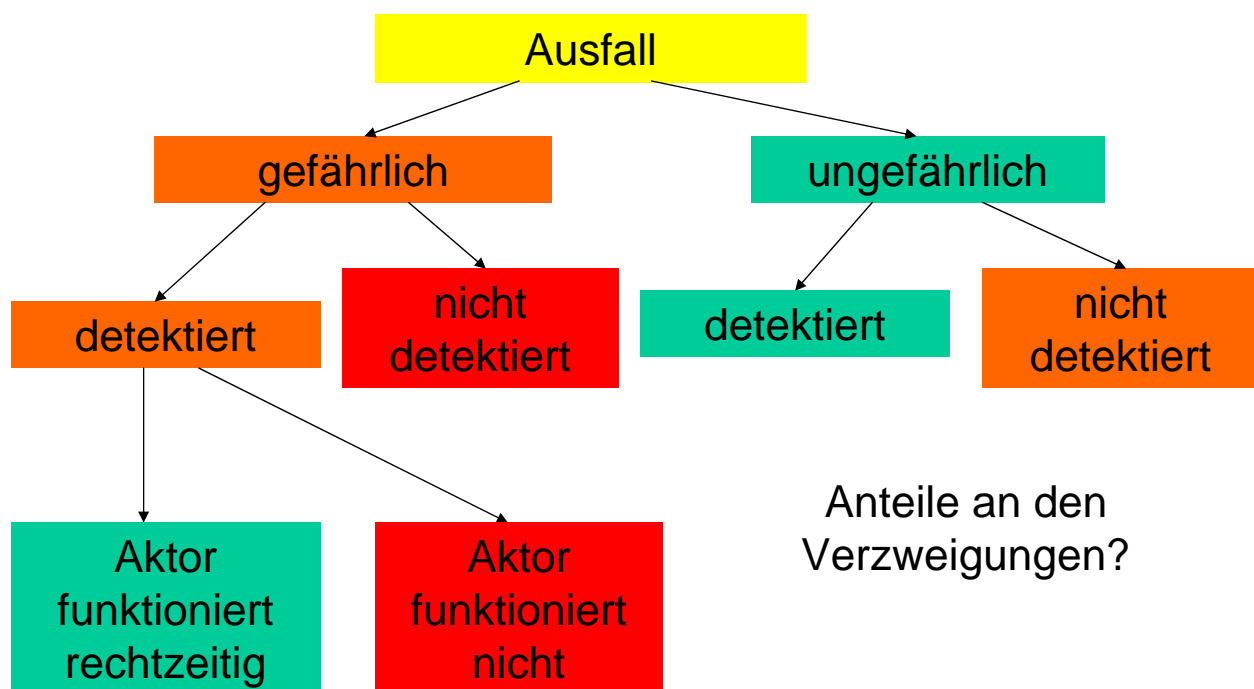 Ausfall
gefährlich
ungefährlich
detektiert
nicht
detektiert
detektiert
nicht
detektiert
Aktor
funktioniert
rechtzeitig
Aktor
funktioniert
nicht
Anteile an den
Verzweigungen?